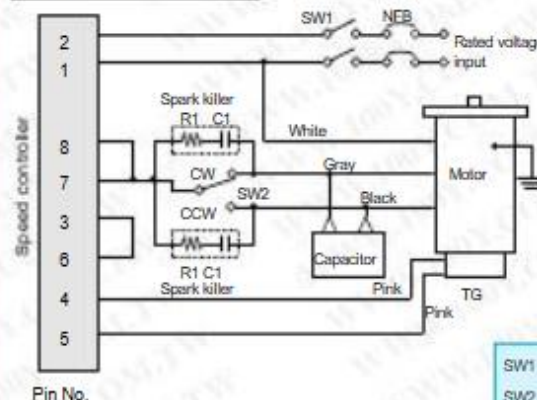 SW1 NFB
2
Rated voltage
1
input
Spark killer
R1 C1
White
8
Gray
CW
Motor
7
SW2
Black
CCW
3
Capacitor
6
R1 C1
Spark killer
Pink
TG
4
Pink
5
Speed controller
Pin No.
SW1
SW2